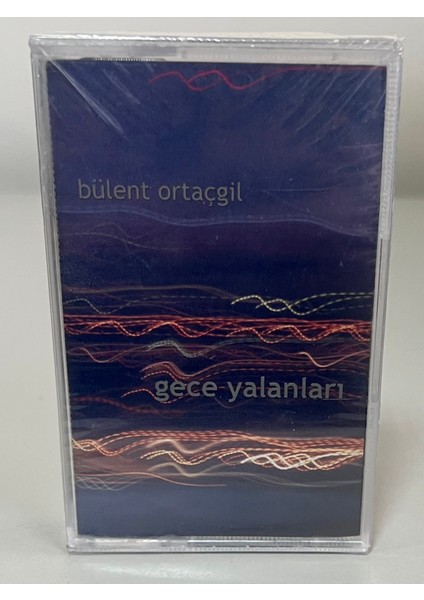 bülent ortaçgil
gece yalanları